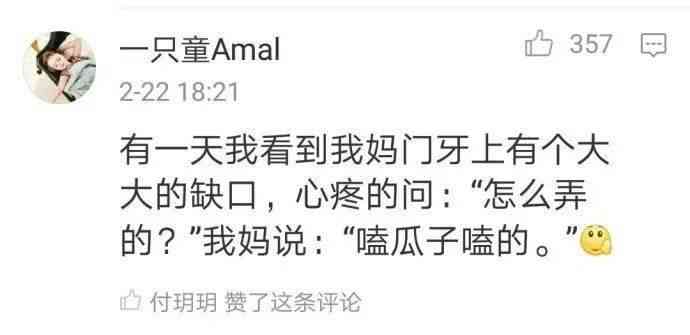 一只童Amal
357
2-22 18:21
有一天我看到我妈门牙上有个大
大的缺口，心疼的问：“怎么弄
的？”我妈说：“嗑瓜子嗑的。”
付玥玥 赞了这条评论